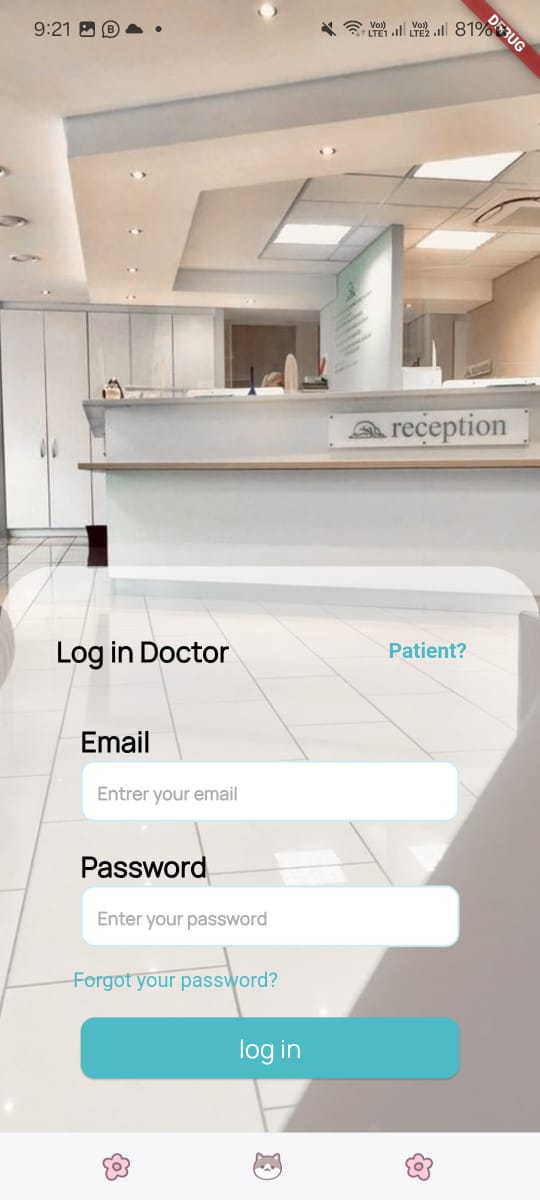 9:21
Vo)) LTE1
Vo)) LTE2
81%
DEBUG
reception
Log in Doctor
Patient?
Email
Entrer your email
Password
Enter your password
Forgot your password?
log in